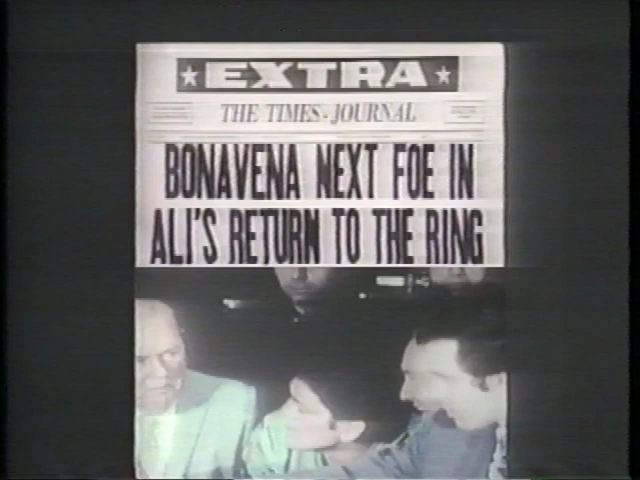 ★ EXTRA ★
THE TIMES-JOURNAL
BONAVENA NEXT FOE IN
ALI'S RETURN TO THE RING